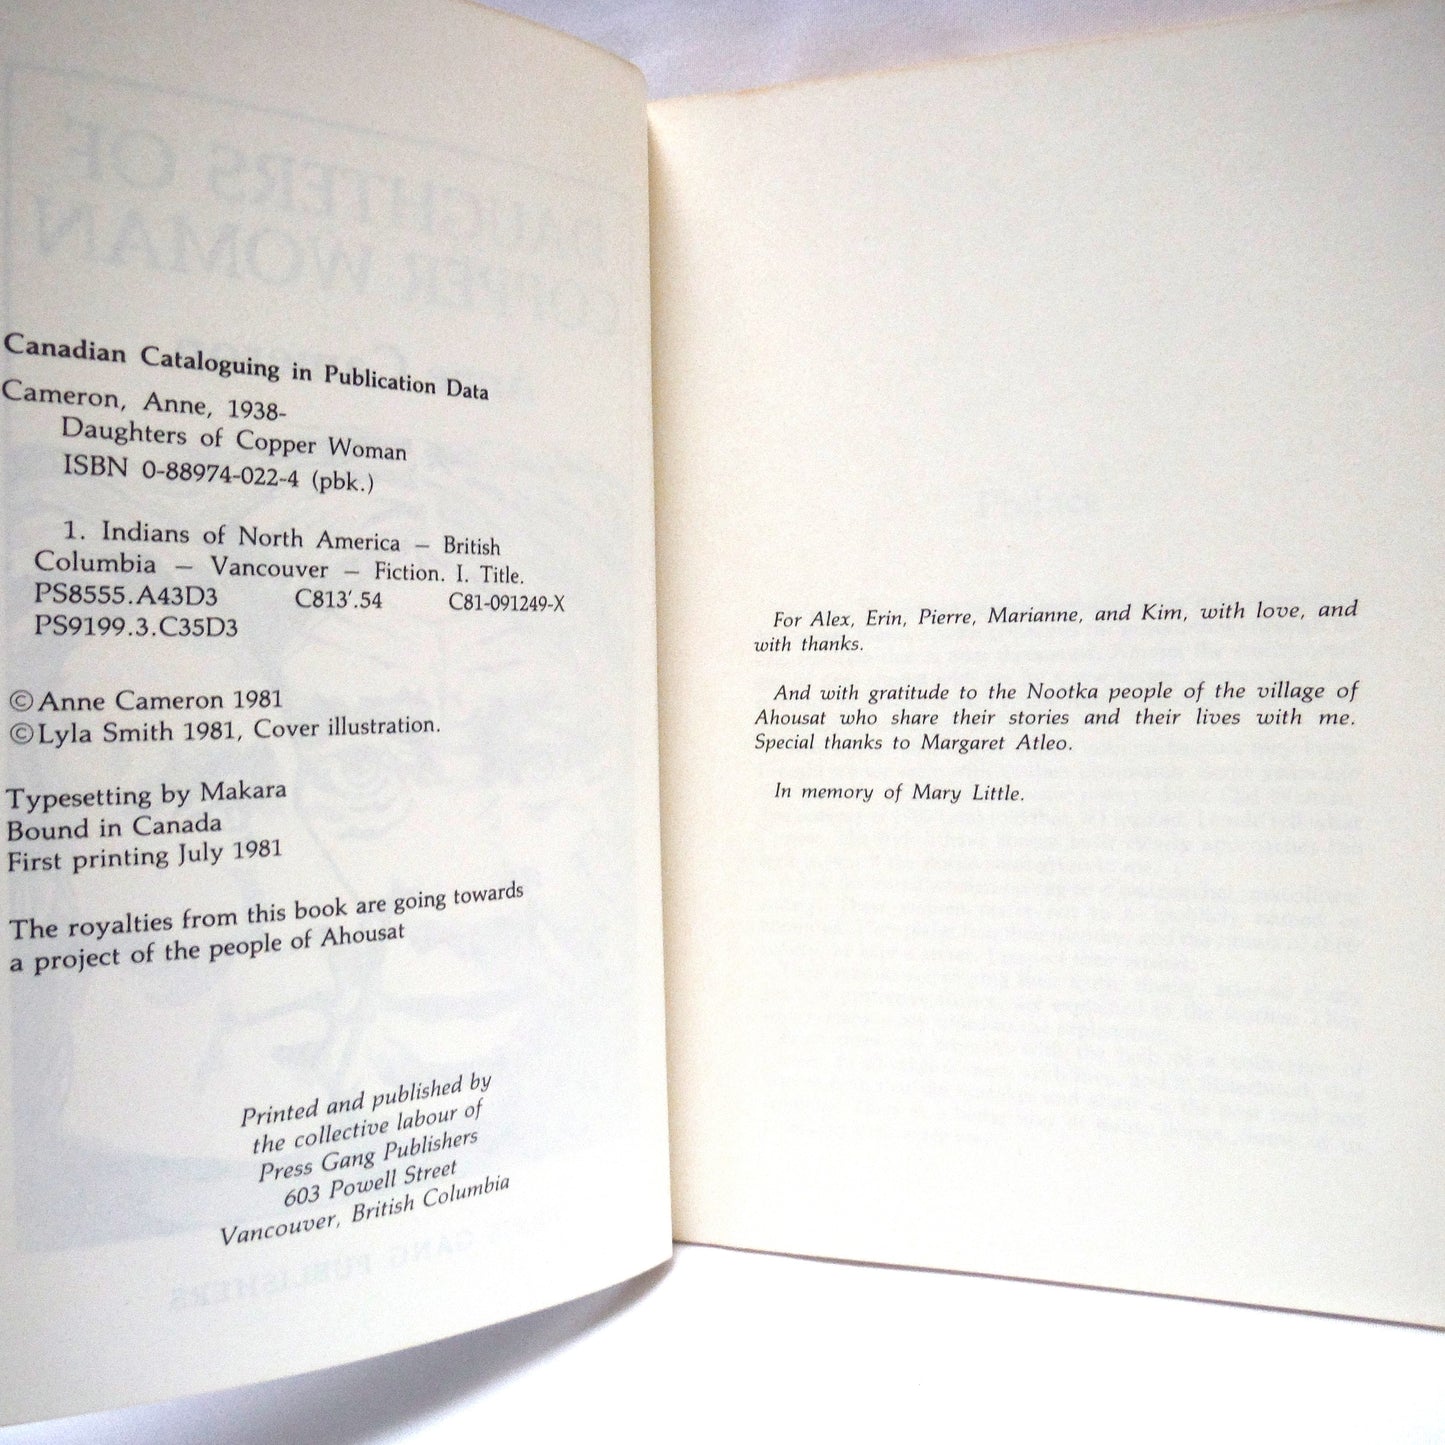 Canadian Cataloguing in Publication Data
Cameron, Anne, 1938-
Daughters of Copper Woman
ISBN 0-88974-022-4 (pbk.)
1. Indians of North America — British
Columbia — Vancouver — Fiction. I. Title.
PS8555.A43D3 C813'.54 C81-091249-X
PS9199.3.C35D3
© Anne Cameron 1981
© Lyla Smith 1981, Cover illustration.
Typesetting by Makara
Bound in Canada
First printing July 1981
The royalties from this book are going towards
a project of the people of Ahousat
Printed and published by
the collective labour of
Press Gang Publishers
603 Powell Street
Vancouver, British Columbia
For Alex, Erin, Pierre, Marianne, and Kim, with love, and
with thanks.
And with gratitude to the Nootka people of the village of
Ahousat who share their stories and their lives with me.
Special thanks to Margaret Atleo.
In memory of Mary Little.
DAUGHTERS OF
COPPER WOMAN
GANG PUBLISHERS